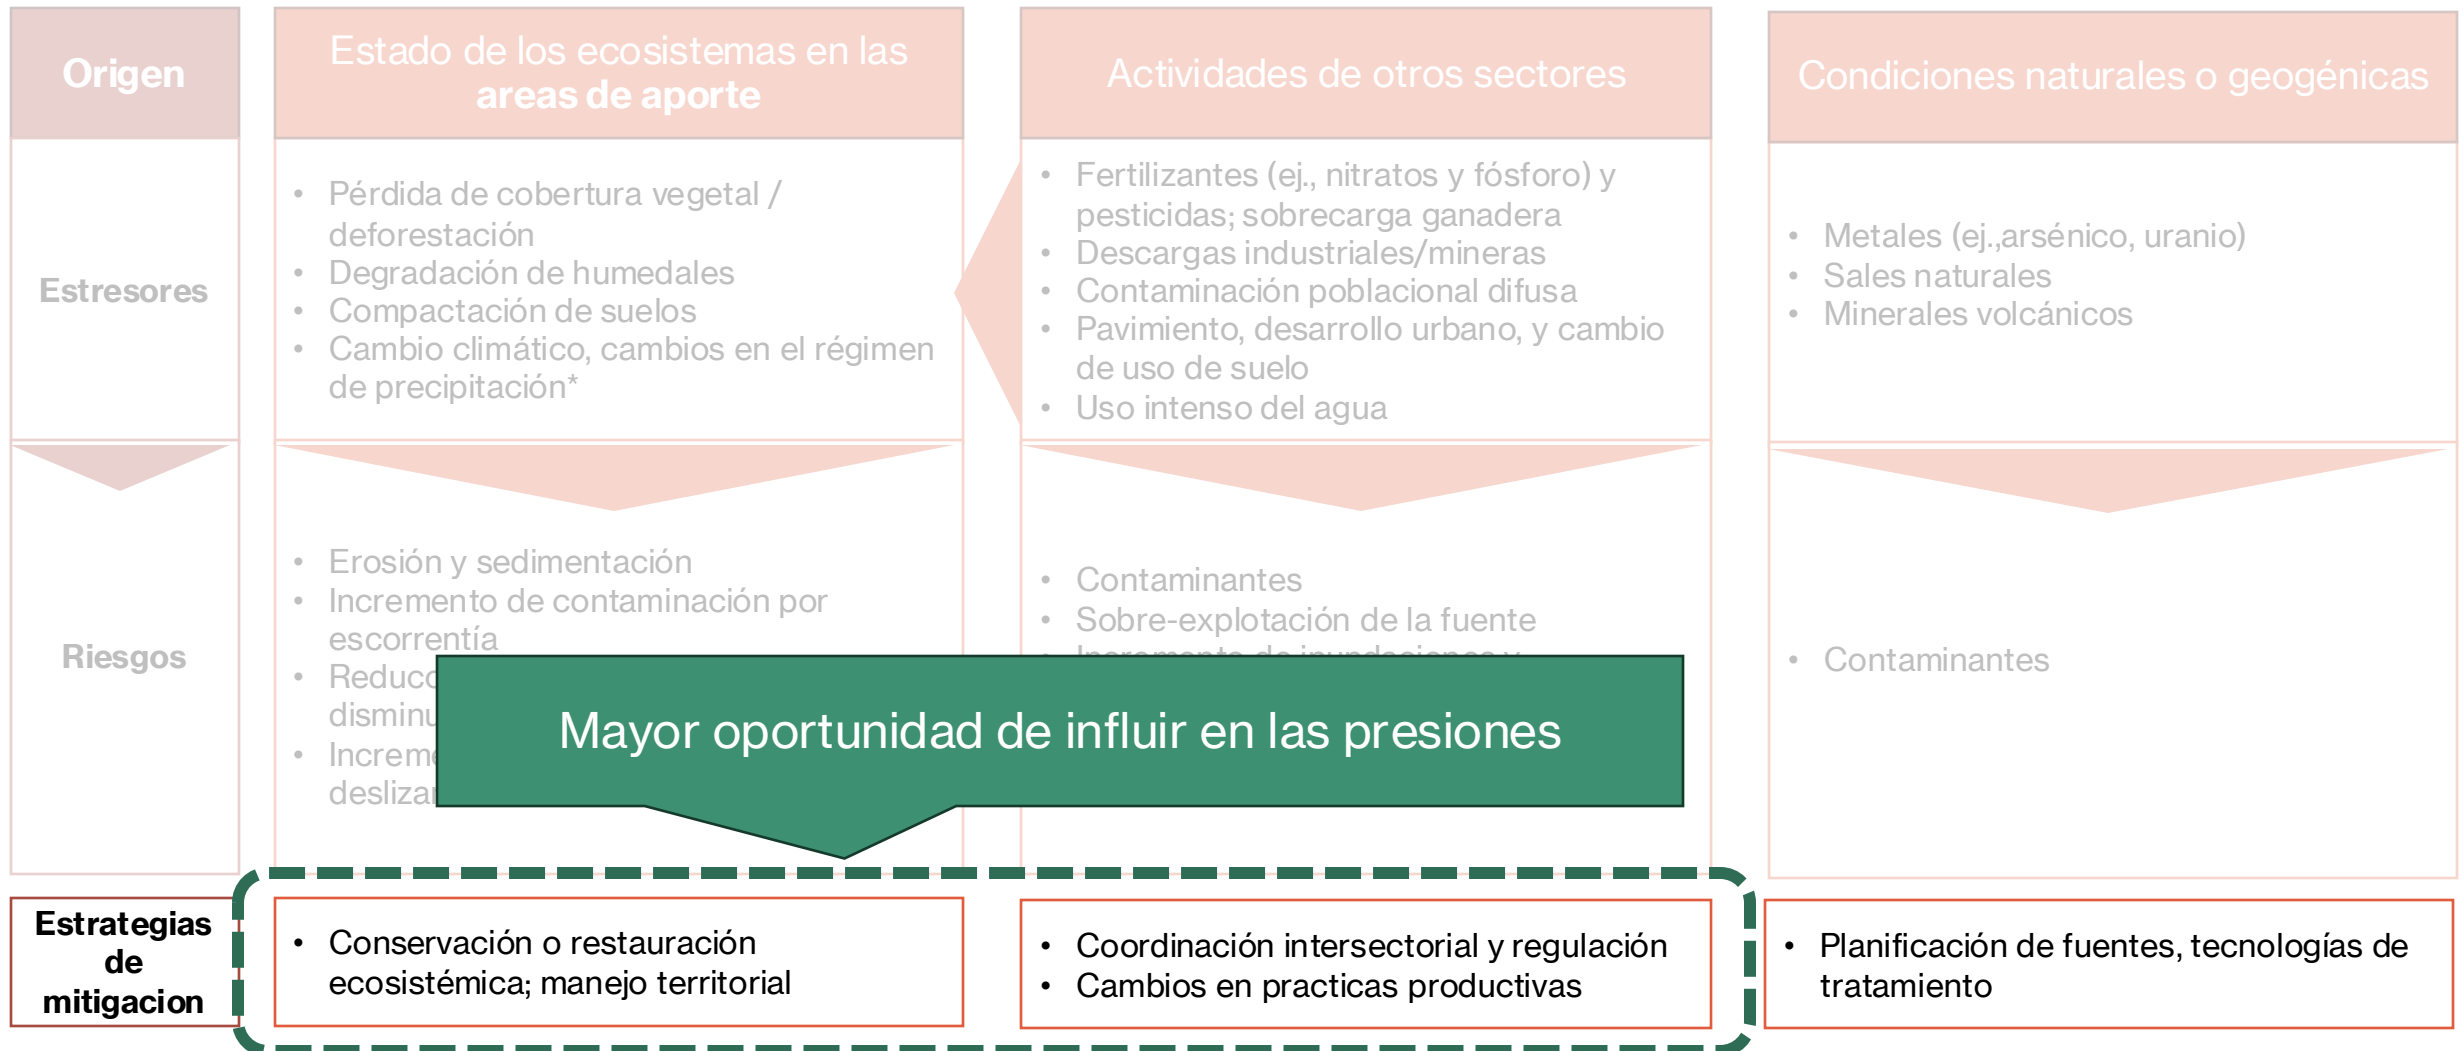 Origen
Estado de los ecosistemas en las
areas de aporte
Actividades de otros sectores
Condiciones naturales o geogénicas
Estresores
• Pérdida de cobertura vegetal /
deforestación
• Degradación de humedales
• Compactación de suelos
• Cambio climático, cambios en el régimen
de precipitación*
• Fertilizantes (ej., nitratos y fósforo) y
pesticidas; sobrecarga ganadera
• Descargas industriales/mineras
• Contaminación poblacional difusa
• Pavimiento, desarrollo urbano, y cambio
de uso de suelo
• Uso intenso del agua
• Metales (ej.,arsénico, uranio)
• Sales naturales
• Minerales volcánicos
Riesgos
• Erosión y sedimentación
• Incremento de contaminación por
escorrentía
• Contaminantes
• Sobre-explotación de la fuente
• Incremento de inundaciones y
• Contaminantes
Mayor oportunidad de influir en las presiones
Estrategias
de
mitigacion
• Conservación o restauración
ecosistémica; manejo territorial
• Coordinación intersectorial y regulación
• Cambios en practicas productivas
• Planificación de fuentes, tecnologías de
tratamiento